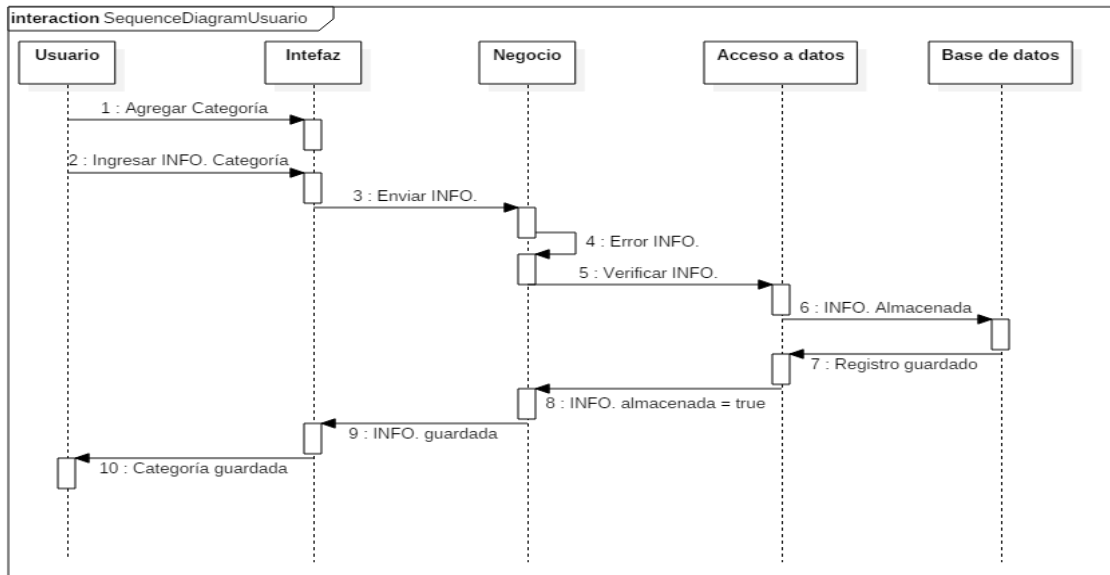 interaction SequenceDiagramUsuario
Usuario
Intefaz
Negocio
Acceso a datos
Base de datos
1 : Agregar Categoría
2 : Ingresar INFO. Categoría
3 : Enviar INFO.
4 : Error INFO.
5 : Verificar INFO.
6 : INFO. Almacenada
7 : Registro guardado
8 : INFO. almacenada = true
9 : INFO. guardada
10 : Categoría guardada